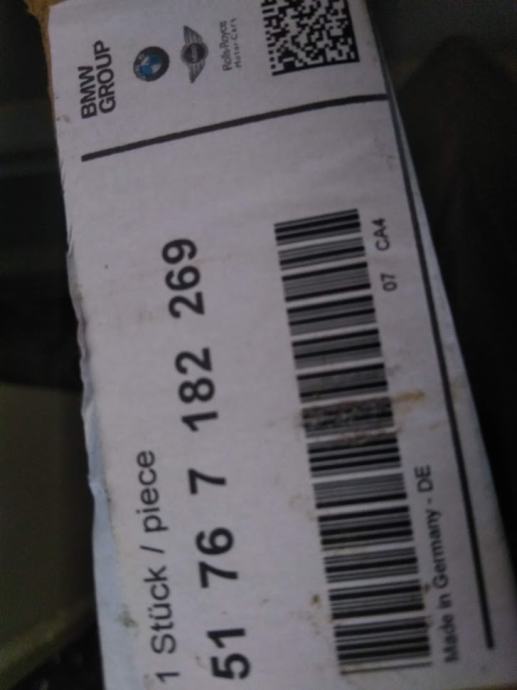 BMW
GROUP
Rolls-Royce
Motor Cars
1 Stück / piece
51 76 7 182 269
07 CA4
Made in Germany - DE